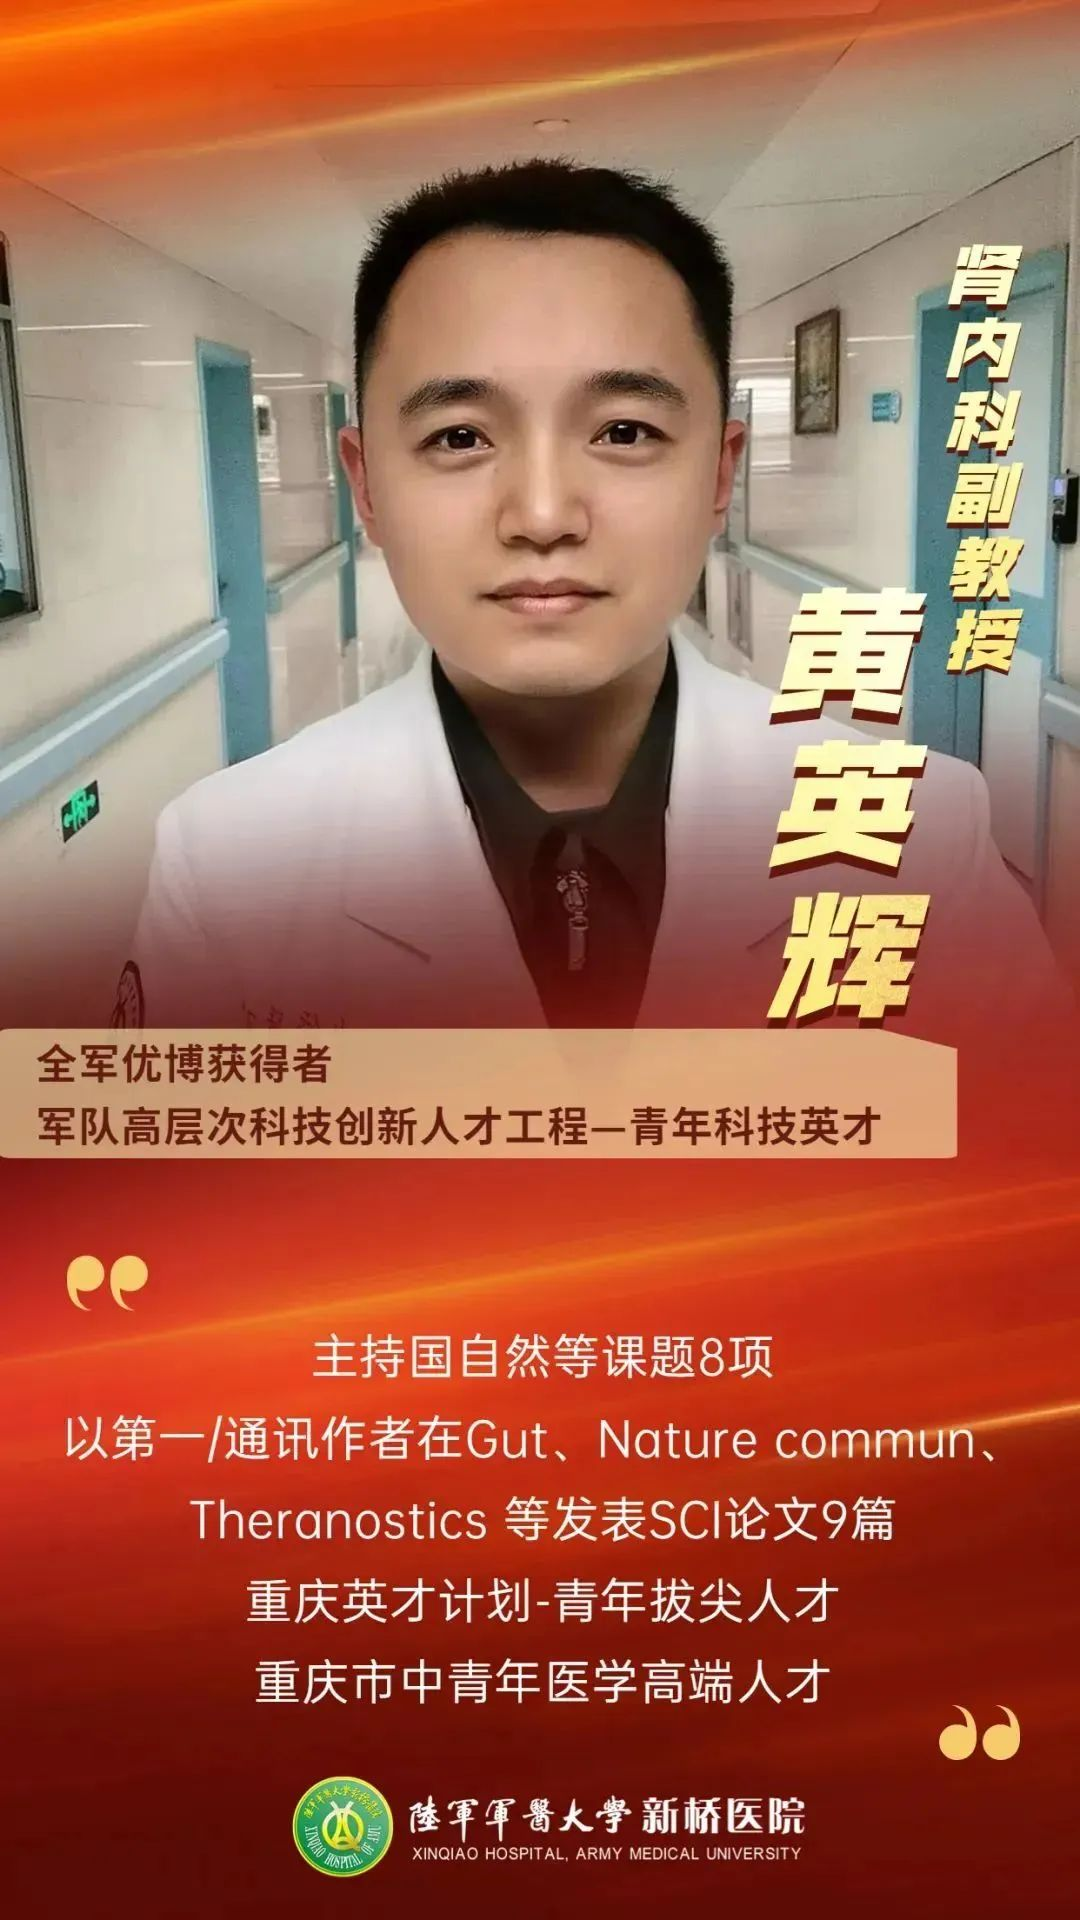 肾内科副教授
黄英辉
全军优博获得者
军队高层次科技创新人才工程—青年科技英才
主持国自然等课题8项
以第一/通讯作者在Gut、Nature commun、
Theranostics 等发表SCI论文9篇
重庆英才计划-青年拔尖人才
重庆市中青年医学高端人才
陸軍軍醫大學新桥医院
XINQIAO HOSPITAL, ARMY MEDICAL UNIVERSITY
XINQIAO HOSPITAL OF AMU